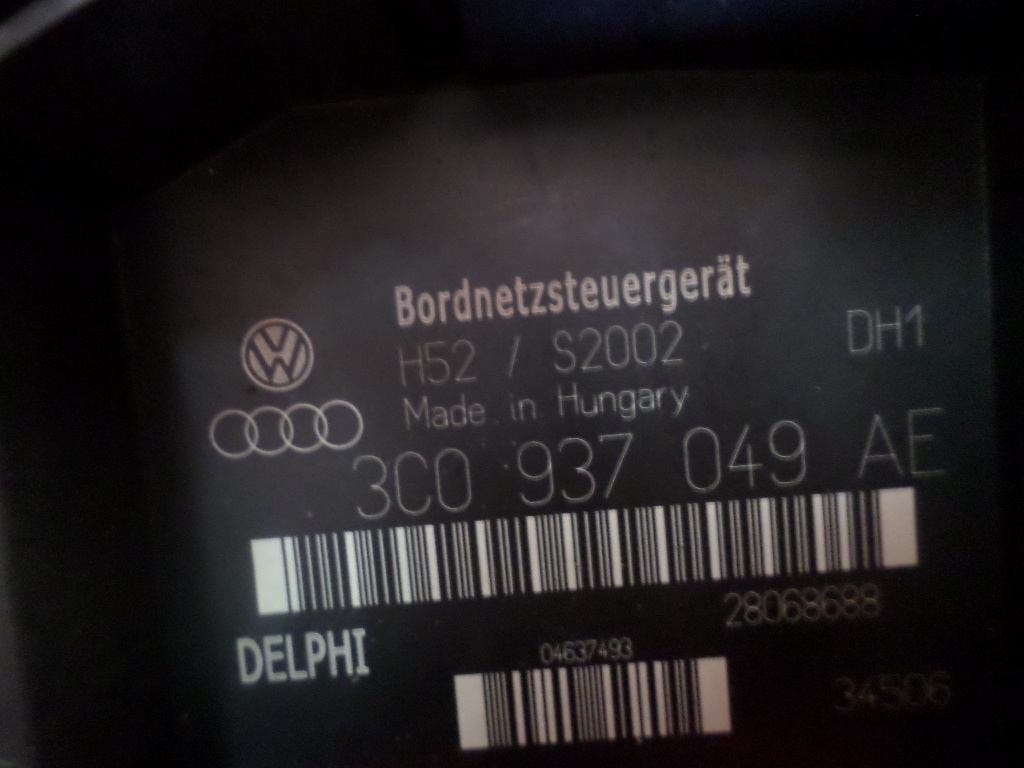 Bordnetzsteuergerät
H52 / S2002 DH1
Made in Hungary
3C0 937 049 AE
28068688
DELPHI
04637493
34506